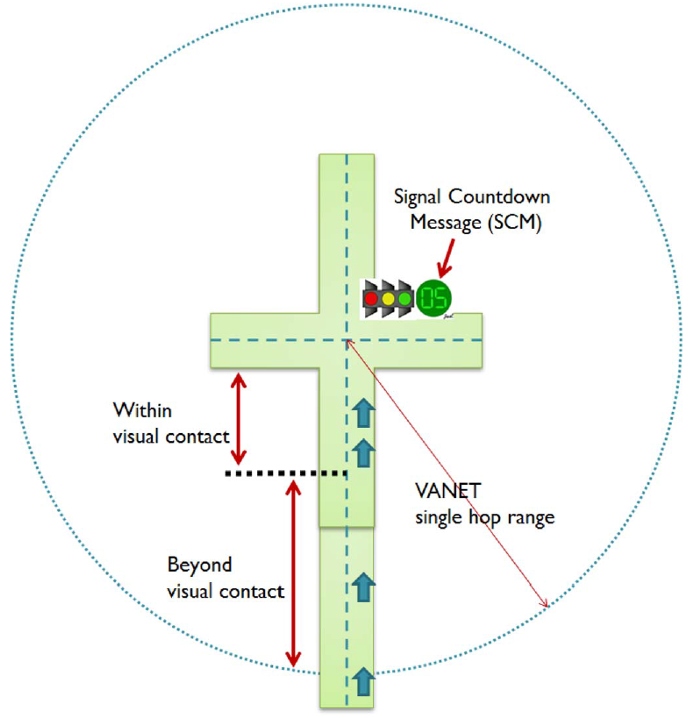 Signal Countdown
Message (SCM)
05
Within
visual contact
VANET
single hop range
Beyond
visual contact